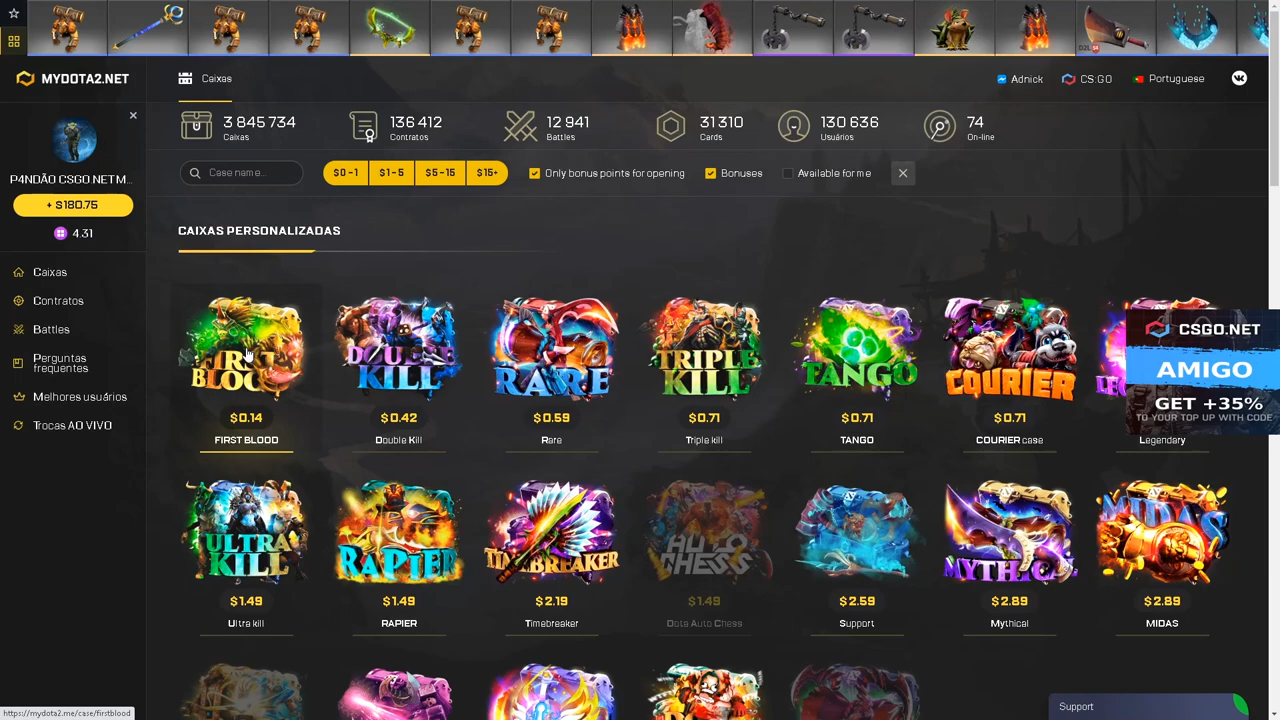 D2L
MYDOTA2.NET
Caixas
Adnick
CS:GO
Portuguese
3 845 734
Caixas
136 412
Contratos
12 941
Battles
31 310
Cards
130 636
Usuários
74
On-line
P4NDÃO CSGO.NET M...
+ $180.75
4.31
Case name...
$0 - 1
$1 - 5
$5 - 15
$15+
Only bonus points for opening
Bonuses
Available for me
CAIXAS PERSONALIZADAS
Caixas
Contratos
Battles
Perguntas
frequentes
Melhores usuários
Trocas AO VIVO
DOUBLE
KILL
RARE
TRIPLE
KILL
TANGO
COURIER
$0.14
$0.42
$0.59
$0.71
$0.71
$0.71
FIRST BLOOD
Double Kill
Rare
Triple kill
TANGO
COURIER case
Legendary
CSGO.NET
AMIGO
GET +35%
TO YOUR TOP UP WITH CODE
ULTRA
KILL
RAPIER
TIMEBREAKER
AUTO
CHESS
MYTHICAL
MIDAS
$1.49
$1.49
$2.19
$1.49
$2.59
$2.89
$2.89
Ultra kill
RAPIER
Timebreaker
Dota Auto Chess
Support
Mythical
MIDAS
https://mydota2.me/case/firstblood
Support